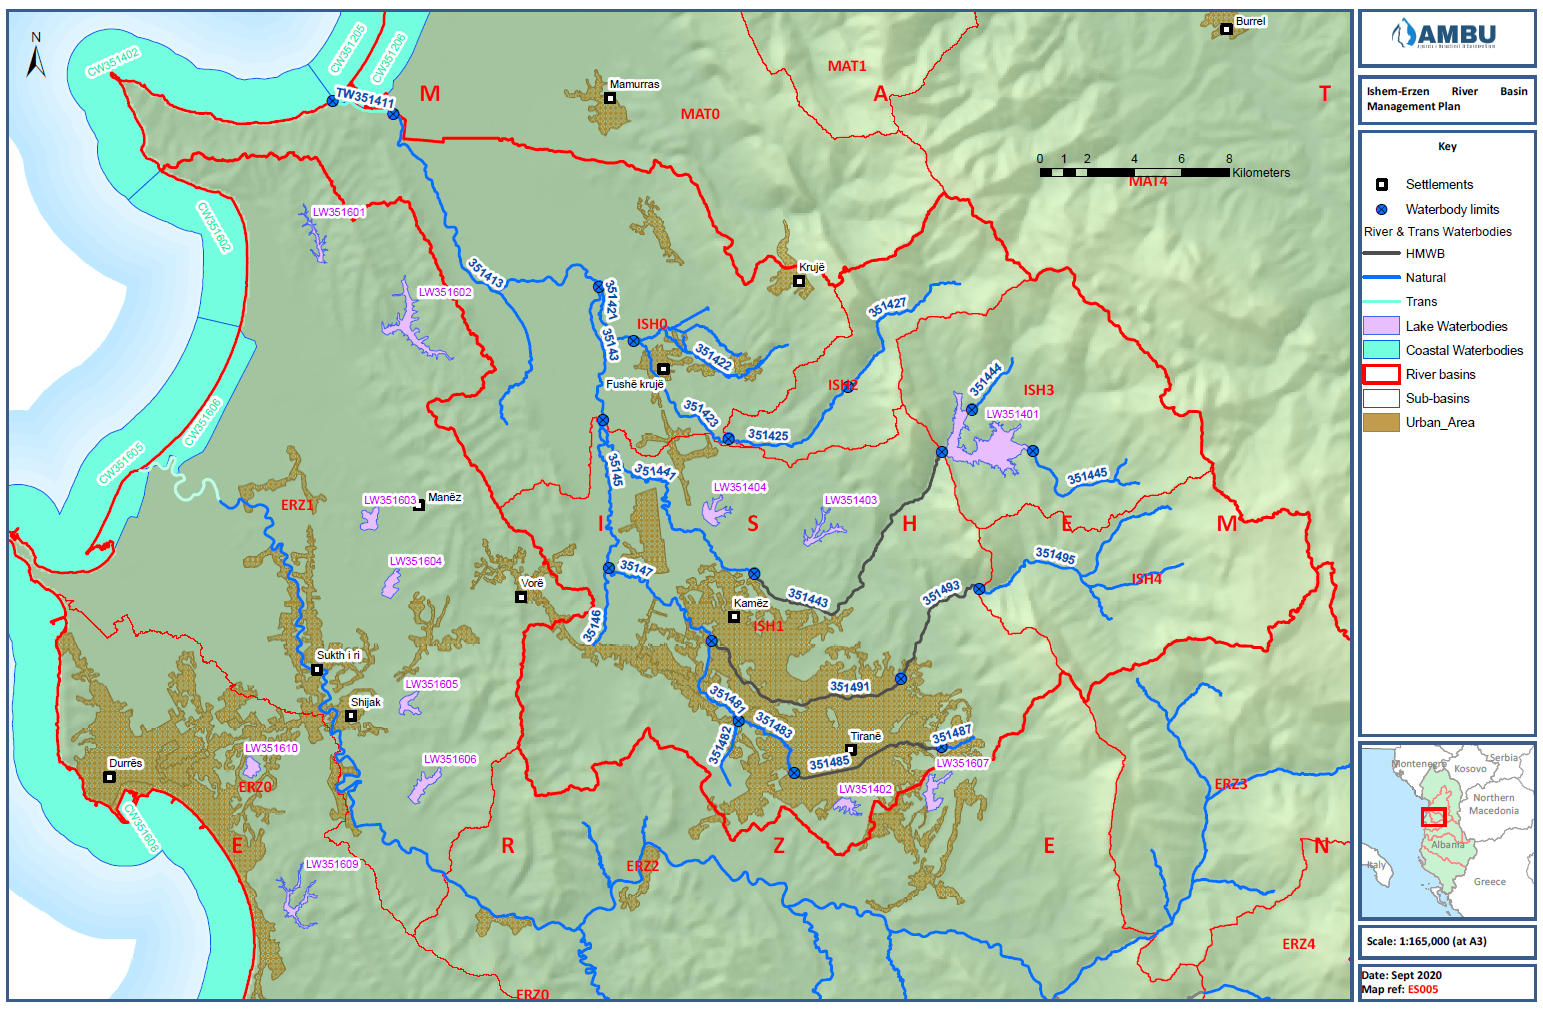 N
CW351402
CW351205
CW351206
TW351411
M
Mamurras
MAT0
MAT1
A
Burrel
T
0 1 2 4 6 8
Kilometers
MAT4
CW351602
LW351601
LW351602
351413
351421
35143
ISH0
351422
Fushë krujë
Krujë
351427
ISH2
351423
351425
351444
ISH3
LW351401
351445
CW351606
CW351605
ERZ1
LW351603
Manëz
LW351604
Vorë
35145
351441
LW351404
LW351403
I
S
H
E
M
35147
35146
Kamëz
ISH1
351443
351493
351495
ISH4
Sukth i ri
Shijak
LW351605
LW351606
LW351610
Durrës
ERZ0
CW351608
E
351491
351481
351483
351482
351485
Tiranë
351487
LW351607
LW351402
R
Z
E
N
ERZ3
ERZ2
LW351609
ERZ4
ERZ0
AMBU
Ishem-Erzen River Basin
Management Plan
Key
Settlements
Waterbody limits
River & Trans Waterbodies
HMWB
Natural
Trans
Lake Waterbodies
Coastal Waterbodies
River basins
Sub-basins
Urban_Area
Montenegro
Serbia
Kosovo
Northern
Macedonia
Albania
Italy
Greece
Scale: 1:165,000 (at A3)
Date: Sept 2020
Map ref: ES005